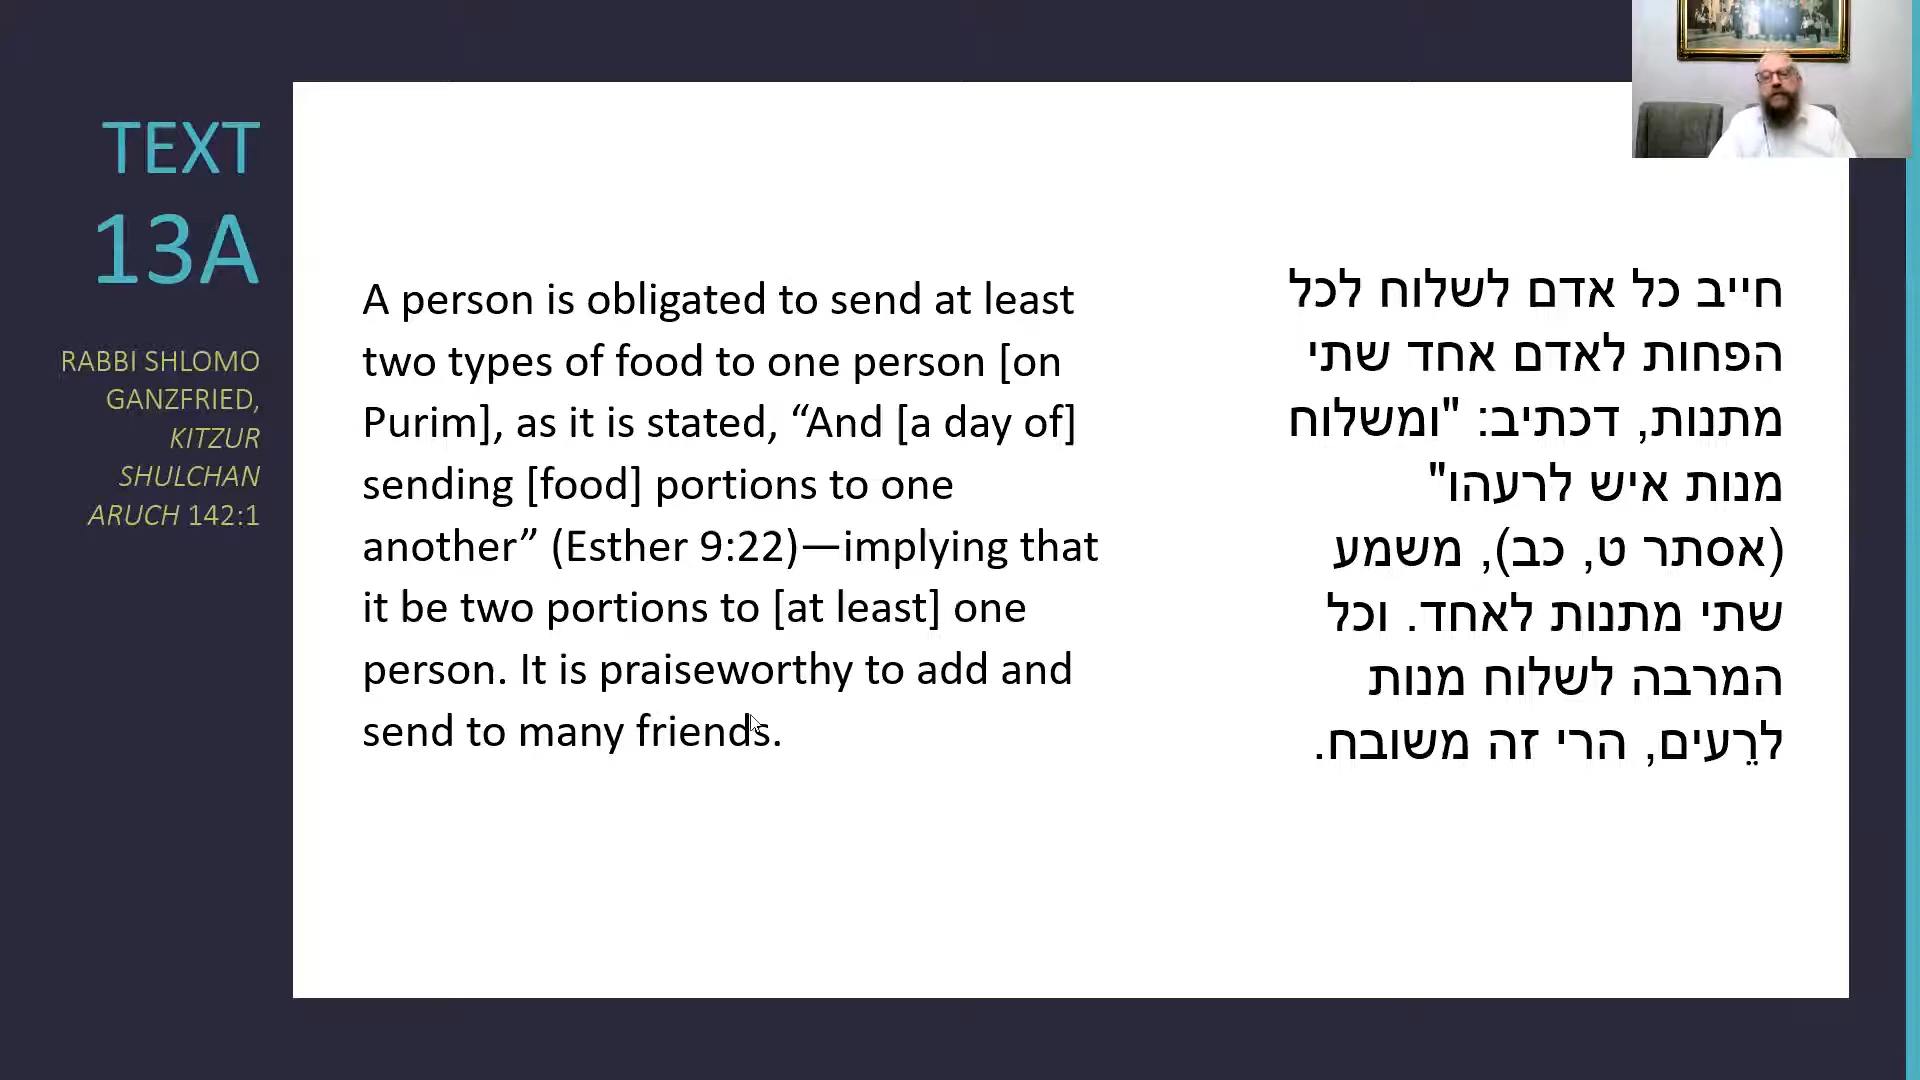 TEXT
13A
RABBI SHLOMO
GANZFRIED,
KITZUR
SHULCHAN
ARUCH 142:1
A person is obligated to send at least
two types of food to one person [on
Purim], as it is stated, “And [a day of]
sending [food] portions to one
another” (Esther 9:22)—implying that
it be two portions to [at least] one
person. It is praiseworthy to add and
send to many friends.
חייב כל אדם לשלוח לכל
הפחות לאדם אחד שתי
מתנות, דכתיב: "ומשלוח
מנות איש לרעהו"
(אסתר ט, כב), משמע
שתי מתנות לאחד. וכל
המרבה לשלוח מנות
לרֵעים, הרי זה משובח.